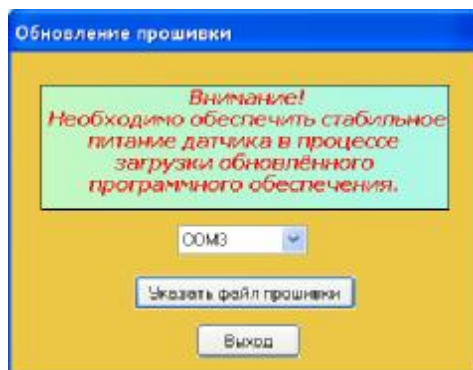 Обновление прошивки
Внимание!
Необходимо обеспечить стабильное
питание датчика в процессе
загрузки обновлённого
программного обеспечения.
COM3
Указать файл прошивки
Выход